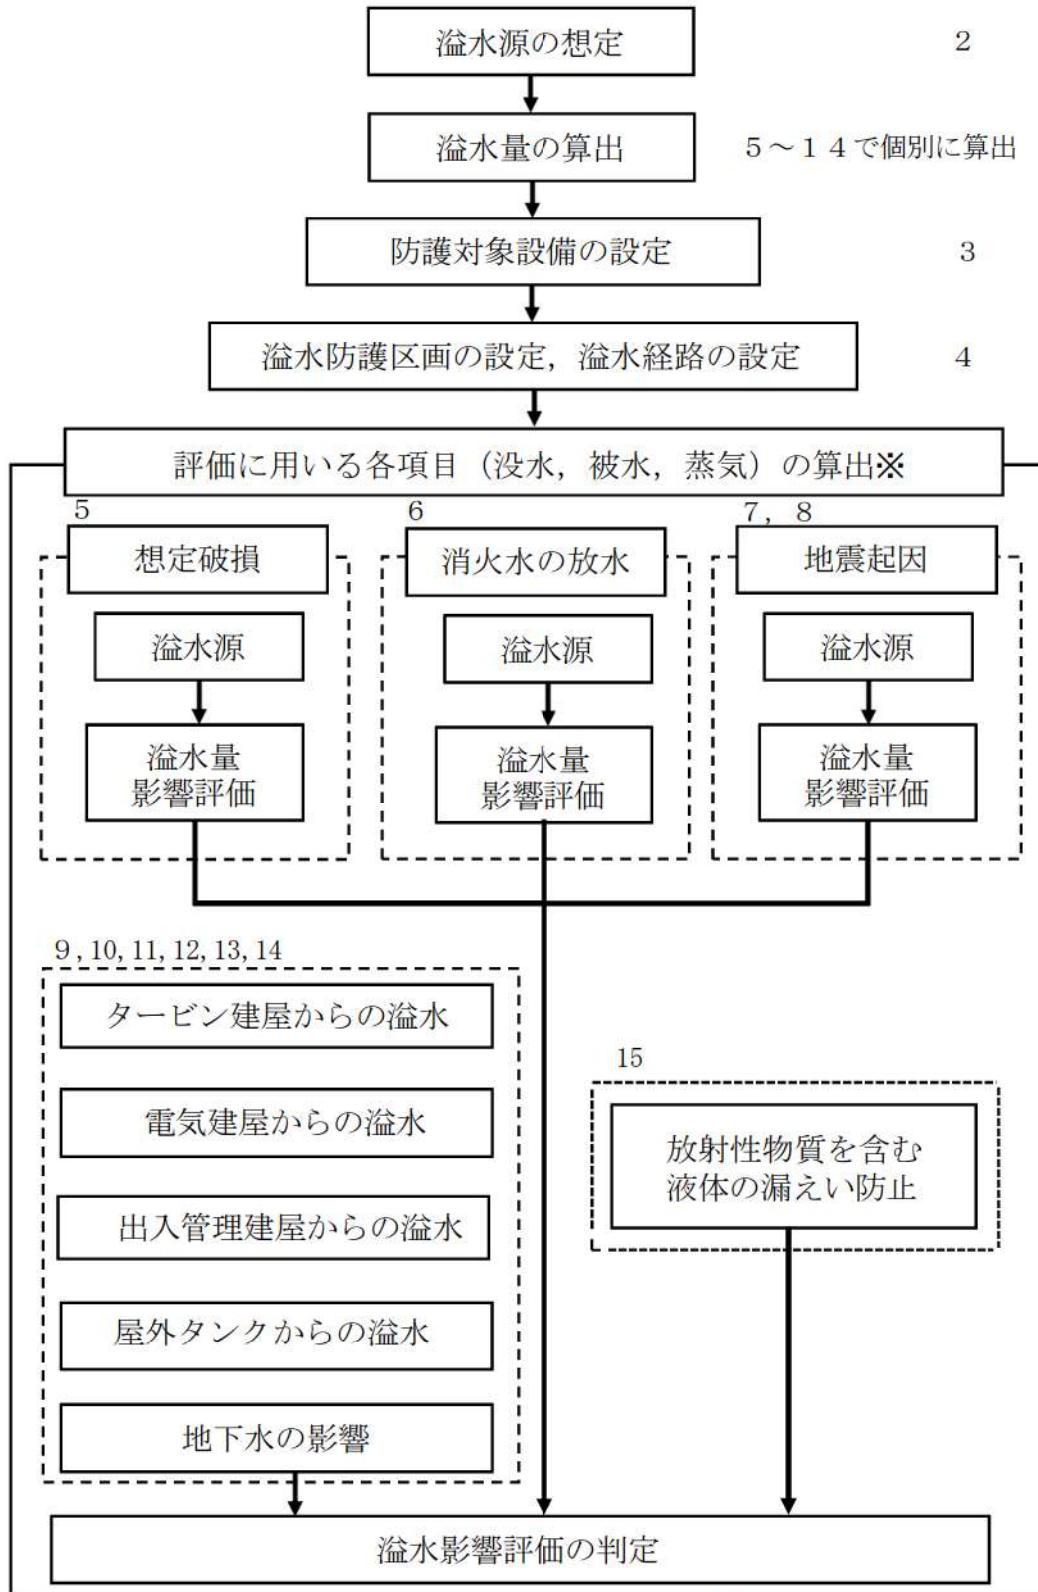 溢水源の想定
２
溢水量の算出
５～１４で個別に算出
防護対象設備の設定
３
溢水防護区画の設定，溢水経路の設定
４
評価に用いる各項目（没水，被水，蒸気）の算出※
５
６
７，８
想定破損
消火水の放水
地震起因
溢水源
溢水源
溢水源
溢水量
影響評価
溢水量
影響評価
溢水量
影響評価
９,10,11,12,13,14
タービン建屋からの溢水
電気建屋からの溢水
出入管理建屋からの溢水
屋外タンクからの溢水
地下水の影響
15
放射性物質を含む
液体の漏えい防止
溢水影響評価の判定